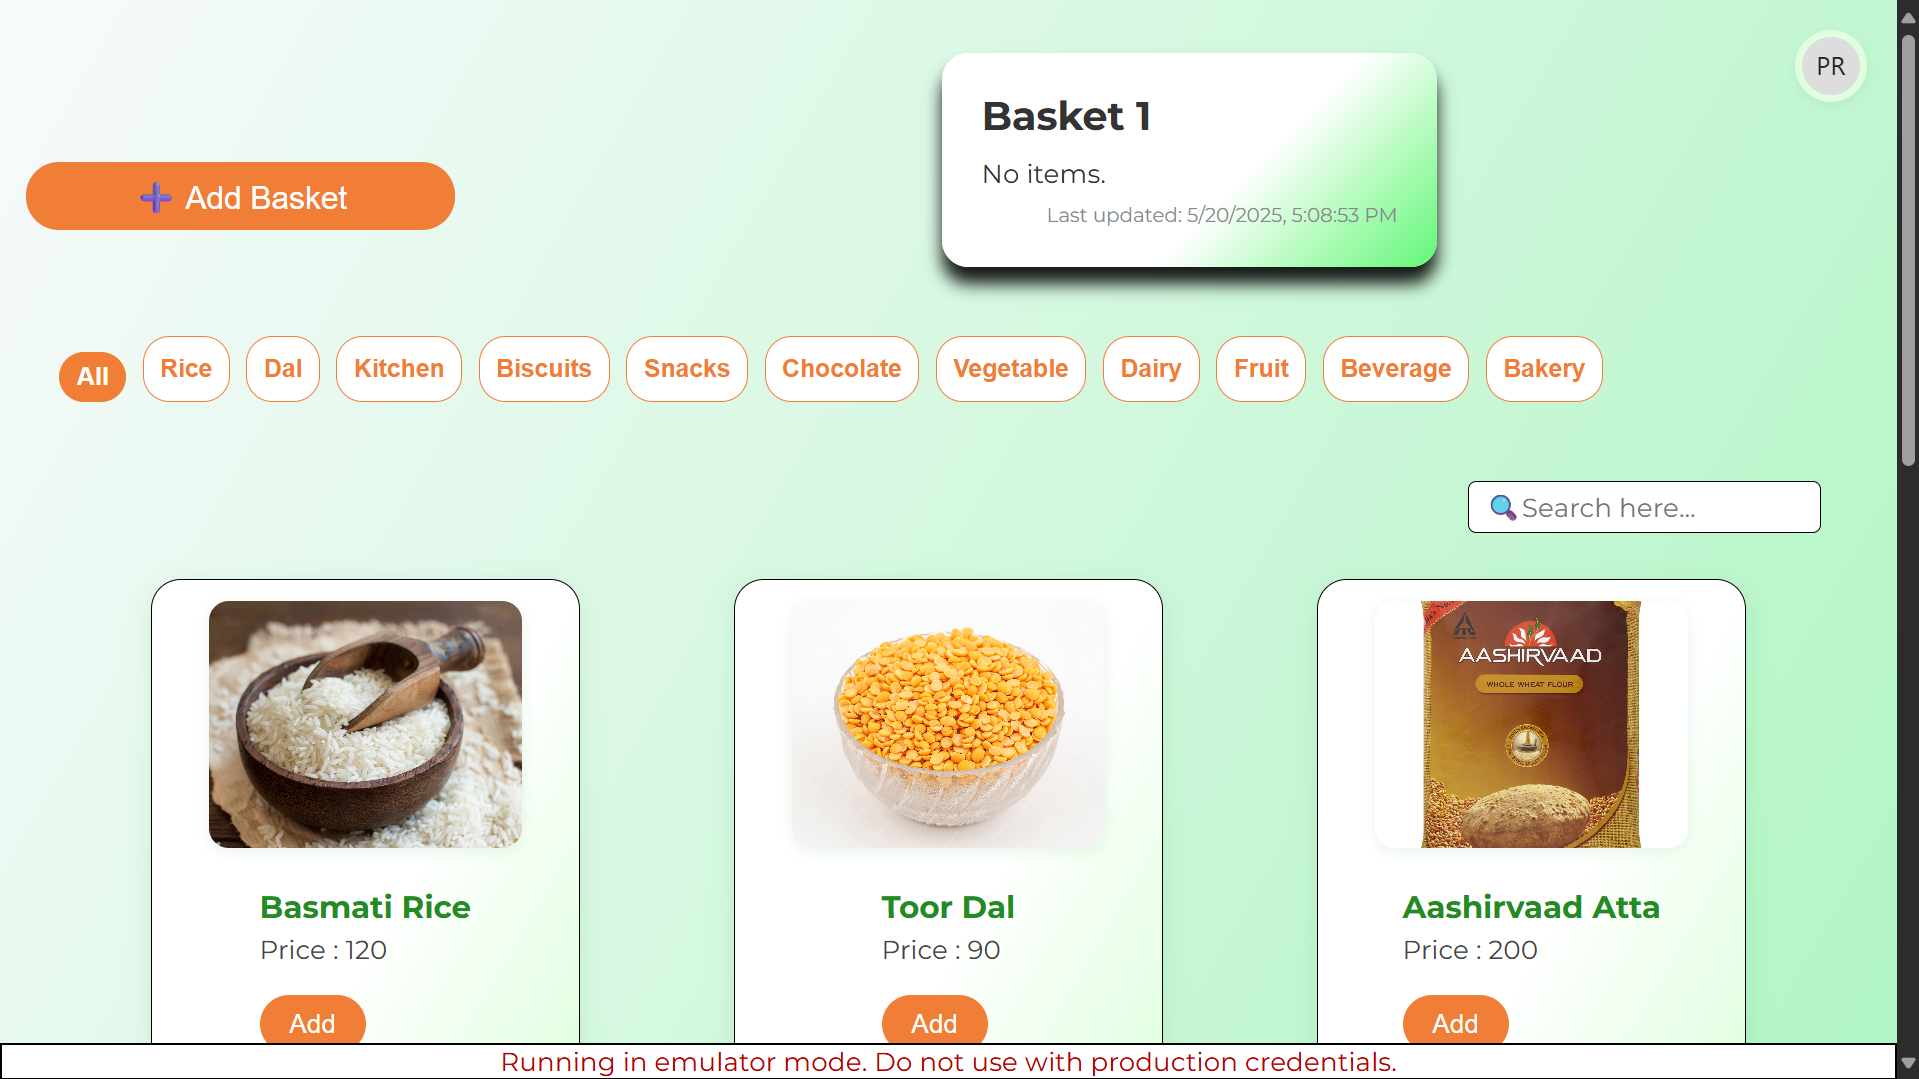 PR
Basket 1
No items.
Last updated: 5/20/2025, 5:08:53 PM
Add Basket
All Rice Dal Kitchen Biscuits Snacks Chocolate Vegetable Dairy Fruit Beverage Bakery
Search here...
AASHIRVAAD
WHOLE WHEAT FLOUR
Basmati Rice Toor Dal Aashirvaad Atta
Price : 120 Price : 90 Price : 200
Add Add Add
Running in emulator mode. Do not use with production credentials.